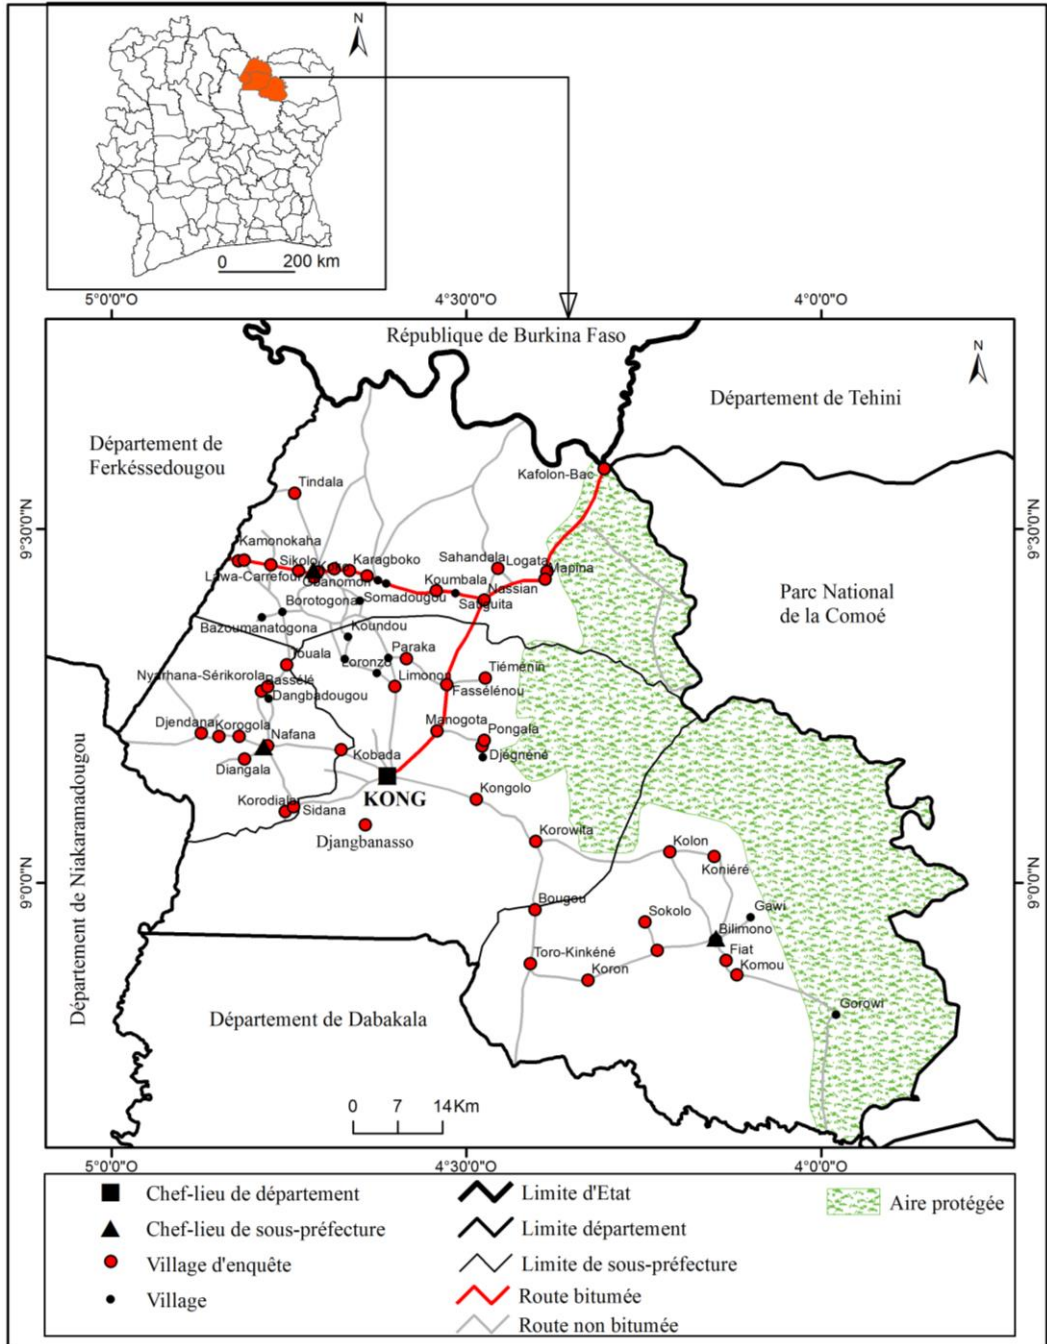 N
0 200 km
5°0'0"O 4°30'0"O 4°0'0"O
République de Burkina Faso
N
Département de Tehini
Département de
Ferkéssedougou
Kafolon-Bac
Tindala
9°30'0"N
9°30'0"N
Kamonokaha
Sikolo
Karagboko
Sahandala
Logata
Mapina
Lawa-Carrefour
Gbanomon
Koumbala
Nassian
Parc National
de la Comoé
Borotogona
Somadougou
Satiguita
Bazoumanatogona
Koundou
Paraka
Jouala
Loronzo
Limonos
Tiéménin
Nyarhana-Sérikorola
Bassélé
Fassélénou
Dangbadougou
Djendana
Korogola
Nafana
Manogota
Pongala
Kobada
Djégnéné
Diangala
KONG
Kongolo
Korodiala
Sidana
Djangbanasso
Korowita
Kolon
Koniéré
9°0'0"N
9°0'0"N
Bougou
Sokolo
Gawi
Bilimono
Toro-Kinkéné
Fiat
Koron
Komou
Gorowi
Département de Niakaramadougou
Département de Dabakala
0 7 14 Km
5°0'0"O 4°30'0"O 4°0'0"O
Chef-lieu de département
Limite d'Etat
Aire protégée
Chef-lieu de sous-préfecture
Limite département
Village d'enquête
Limite de sous-préfecture
Village
Route bitumée
Route non bitumée